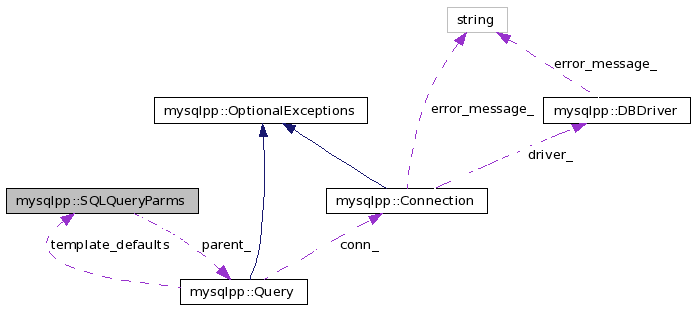 string
error_message_
mysqlpp::OptionalExceptions
error_message_
mysqlpp::DBDriver
driver_
mysqlpp::SQLQueryParms
mysqlpp::Connection
template_defaults
parent_
conn_
mysqlpp::Query